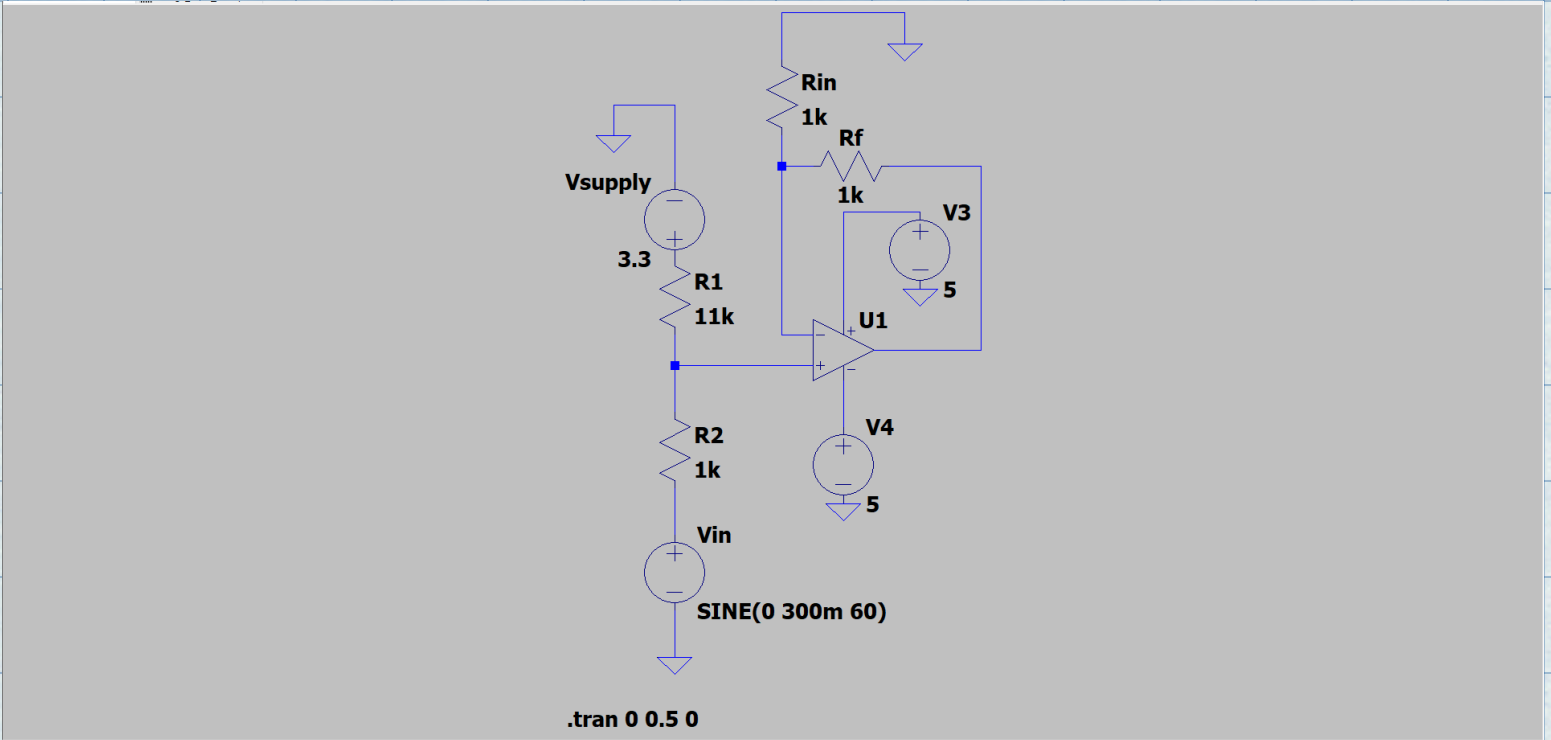 Rin
1k
Rf
1k
Vsupply
3.3
V3
5
R1
11k
U1
R2
1k
V4
5
Vin
SINE(0 300m 60)
.tran 0 0.5 0